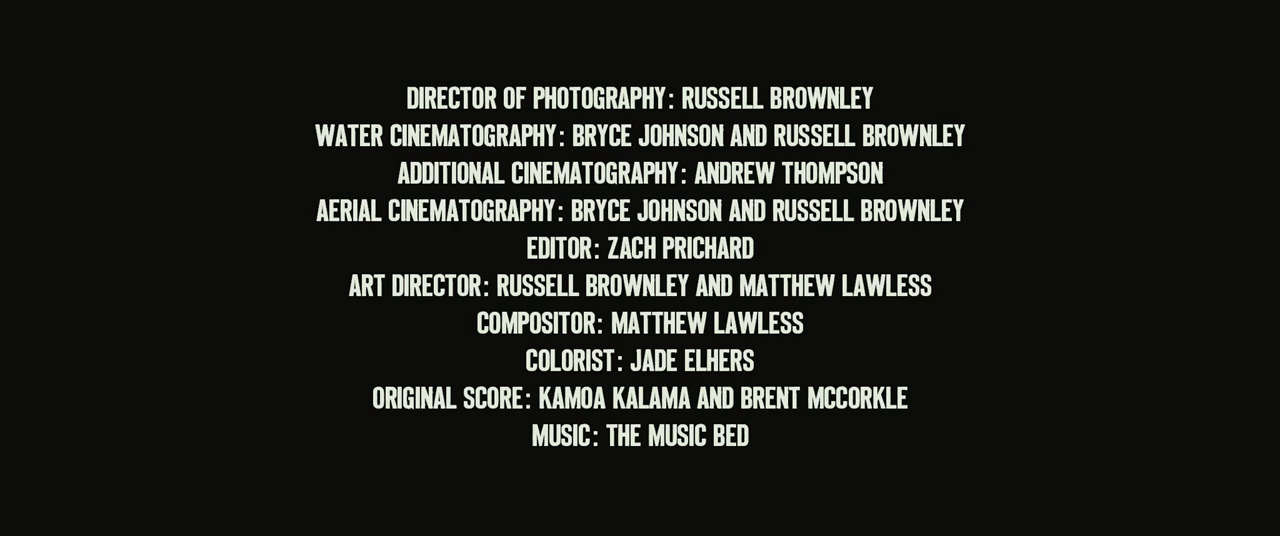 DIRECTOR OF PHOTOGRAPHY: RUSSELL BROWNLEY
WATER CINEMATOGRAPHY: BRYCE JOHNSON AND RUSSELL BROWNLEY
ADDITIONAL CINEMATOGRAPHY: ANDREW THOMPSON
AERIAL CINEMATOGRAPHY: BRYCE JOHNSON AND RUSSELL BROWNLEY
EDITOR: ZACH PRICHARD
ART DIRECTOR: RUSSELL BROWNLEY AND MATTHEW LAWLESS
COMPOSITOR: MATTHEW LAWLESS
COLORIST: JADE ELHERS
ORIGINAL SCORE: KAMOA KALAMA AND BRENT MCCORKLE
MUSIC: THE MUSIC BED